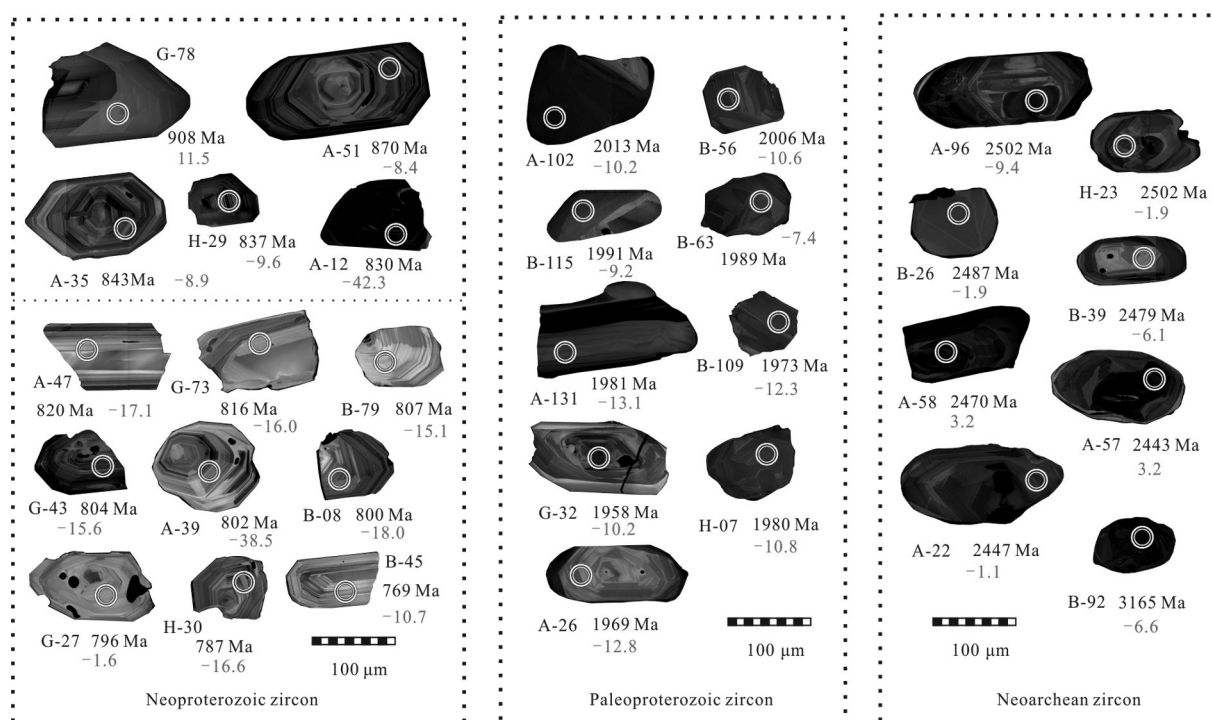 G-78
908 Ma
11.5
A-51 870 Ma
−8.4
A-35 843Ma −8.9
H-29 837 Ma
−9.6
A-12 830 Ma
−42.3
A-47
820 Ma −17.1
G-73
816 Ma
−16.0
B-79 807 Ma
−15.1
G-43 804 Ma
−15.6
A-39 802 Ma
−38.5
B-08 800 Ma
−18.0
G-27 796 Ma
−1.6
H-30
787 Ma
−16.6
B-45
769 Ma
−10.7
100 μm
Neoproterozoic zircon
A-102 2013 Ma
−10.2
B-56 2006 Ma
−10.6
B-115 1991 Ma
−9.2
B-63 −7.4
1989 Ma
A-131 1981 Ma
−13.1
B-109 1973 Ma
−12.3
G-32 1958 Ma
−10.2
H-07 1980 Ma
−10.8
A-26 1969 Ma
−12.8
100 μm
Paleoproterozoic zircon
A-96 2502 Ma
−9.4
H-23 2502 Ma
−1.9
B-26 2487 Ma
−1.9
B-39 2479 Ma
−6.1
A-58 2470 Ma
3.2
A-57 2443 Ma
3.2
A-22 2447 Ma
−1.1
B-92 3165 Ma
−6.6
100 μm
Neoarchean zircon